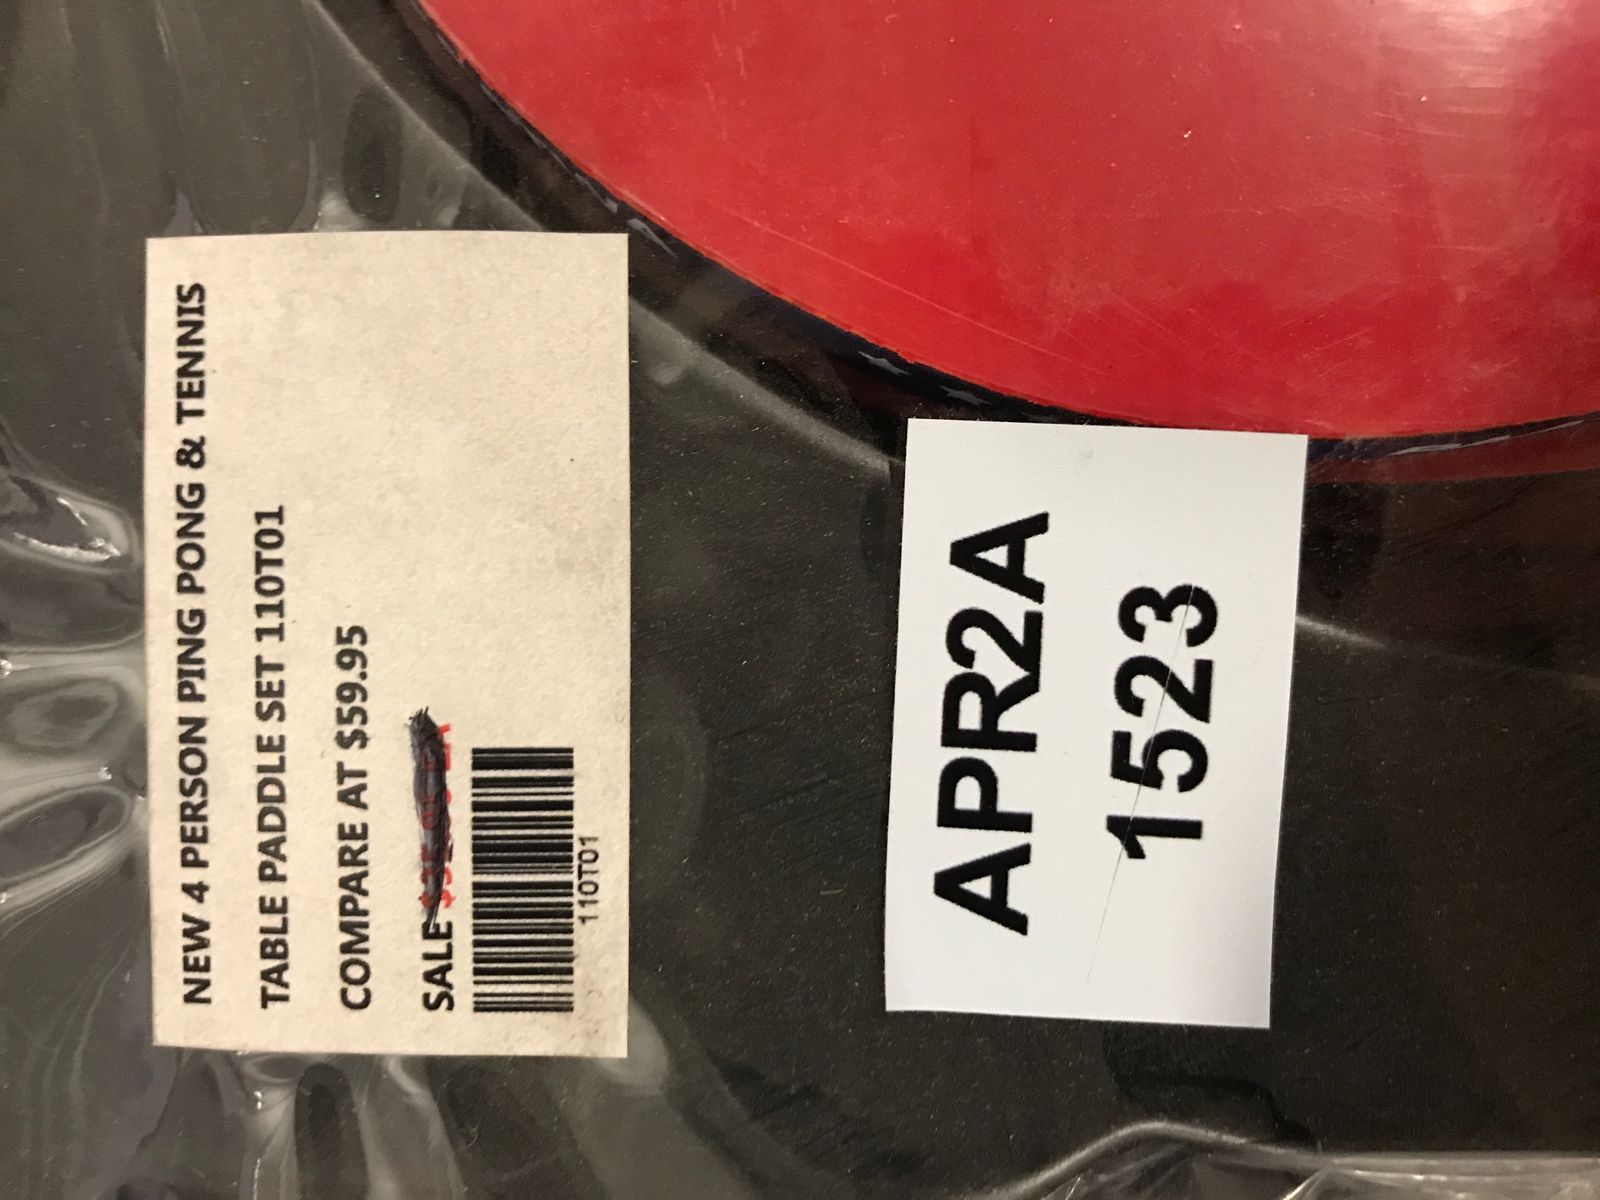 NEW 4 PERSON PING PONG & TENNIS
TABLE PADDLE SET 110T01
COMPARE AT $59.95
SALE
110T01
APR2A
1523